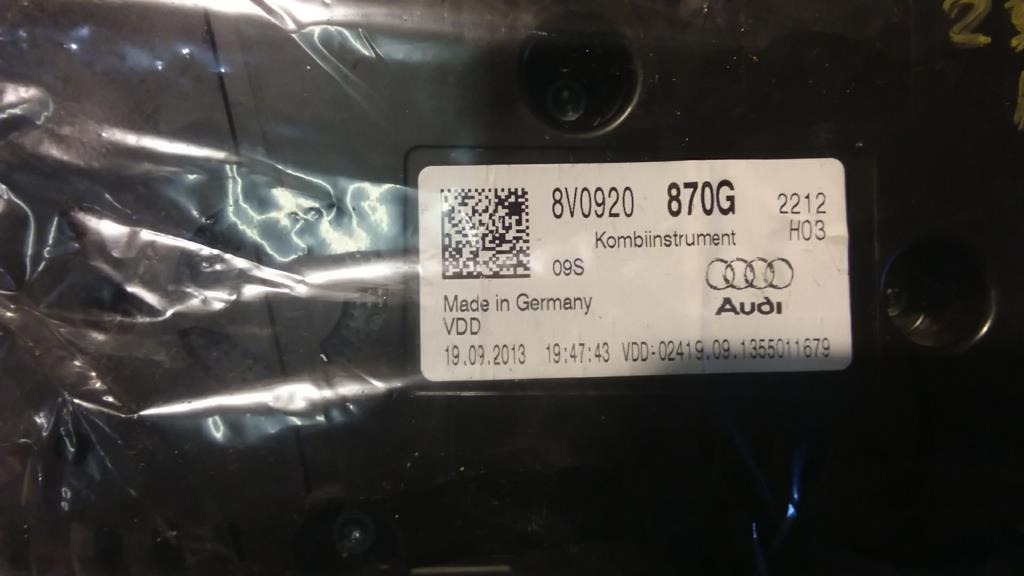 8V0920 870G 2212
Kombiinstrument H03
09S
Audi
Made in Germany
VDD
19.09.2013 19:47:43 VDD-02419.09.1355011679